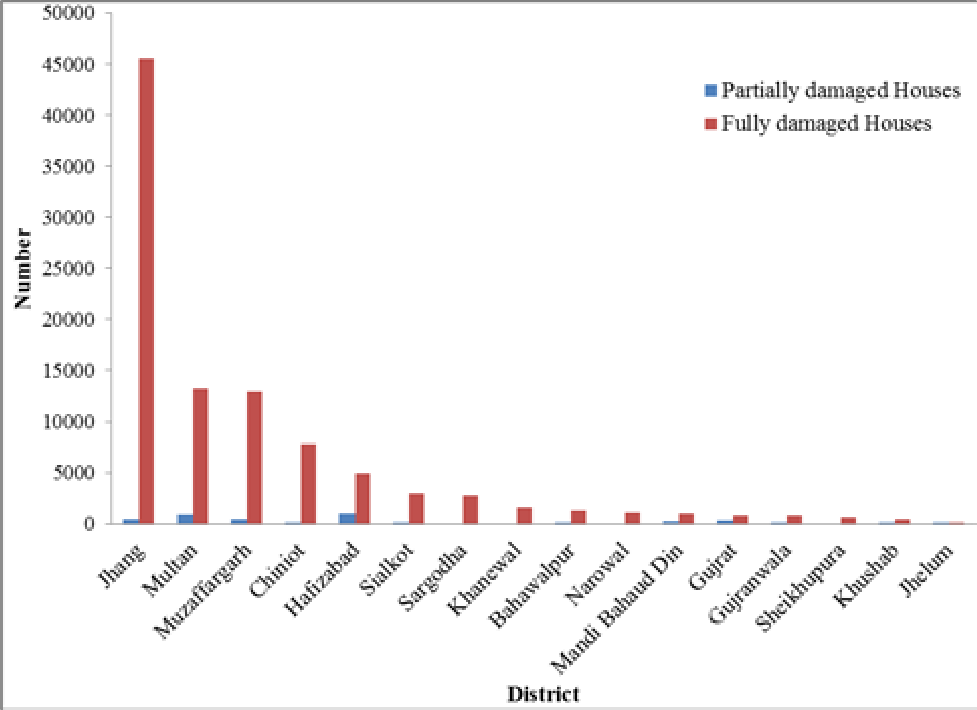 50000
45000
40000
35000
30000
25000
20000
15000
10000
5000
0
Number
Partially damaged Houses
Fully damaged Houses
Jhang
Multan
Muzaffargarh
Chiniot
Hafizabad
Sialkot
Sargodha
Khanewal
Bahawalpur
Narowal
Mandi Bahaud Din
Gujrat
Gujranwala
Sheikhupura
Khushab
Jhelum
District